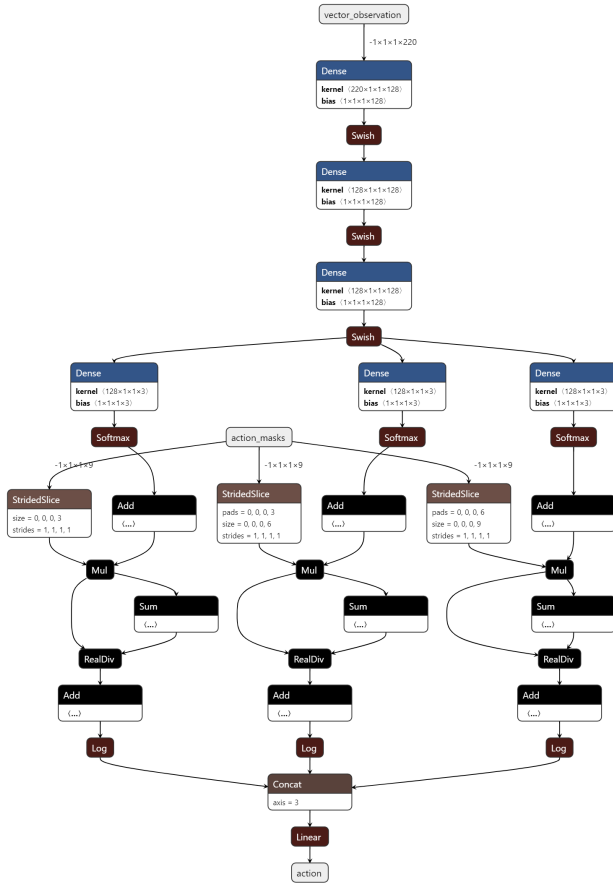 vector_observation
-1×1×1×220
Dense
kernel ⟨220×1×1×128⟩
bias ⟨1×1×1×128⟩
Swish
Dense
kernel ⟨128×1×1×128⟩
bias ⟨1×1×1×128⟩
Swish
Dense
kernel ⟨128×1×1×128⟩
bias ⟨1×1×1×128⟩
Swish
Dense
kernel ⟨128×1×1×3⟩
bias ⟨1×1×1×3⟩
Dense
kernel ⟨128×1×1×3⟩
bias ⟨1×1×1×3⟩
Dense
kernel ⟨128×1×1×3⟩
bias ⟨1×1×1×3⟩
Softmax
action_masks
Softmax
Softmax
-1×1×1×9
-1×1×1×9
-1×1×1×9
StridedSlice
size = 0, 0, 0, 3
strides = 1, 1, 1, 1
Add
⟨...⟩
StridedSlice
pads = 0, 0, 0, 3
size = 0, 0, 0, 6
strides = 1, 1, 1, 1
Add
⟨...⟩
StridedSlice
pads = 0, 0, 0, 6
size = 0, 0, 0, 9
strides = 1, 1, 1, 1
Add
⟨...⟩
Mul
Mul
Mul
Sum
⟨...⟩
Sum
⟨...⟩
Sum
⟨...⟩
RealDiv
RealDiv
RealDiv
Add
⟨...⟩
Add
⟨...⟩
Add
⟨...⟩
Log
Log
Log
Concat
axis = 3
Linear
action